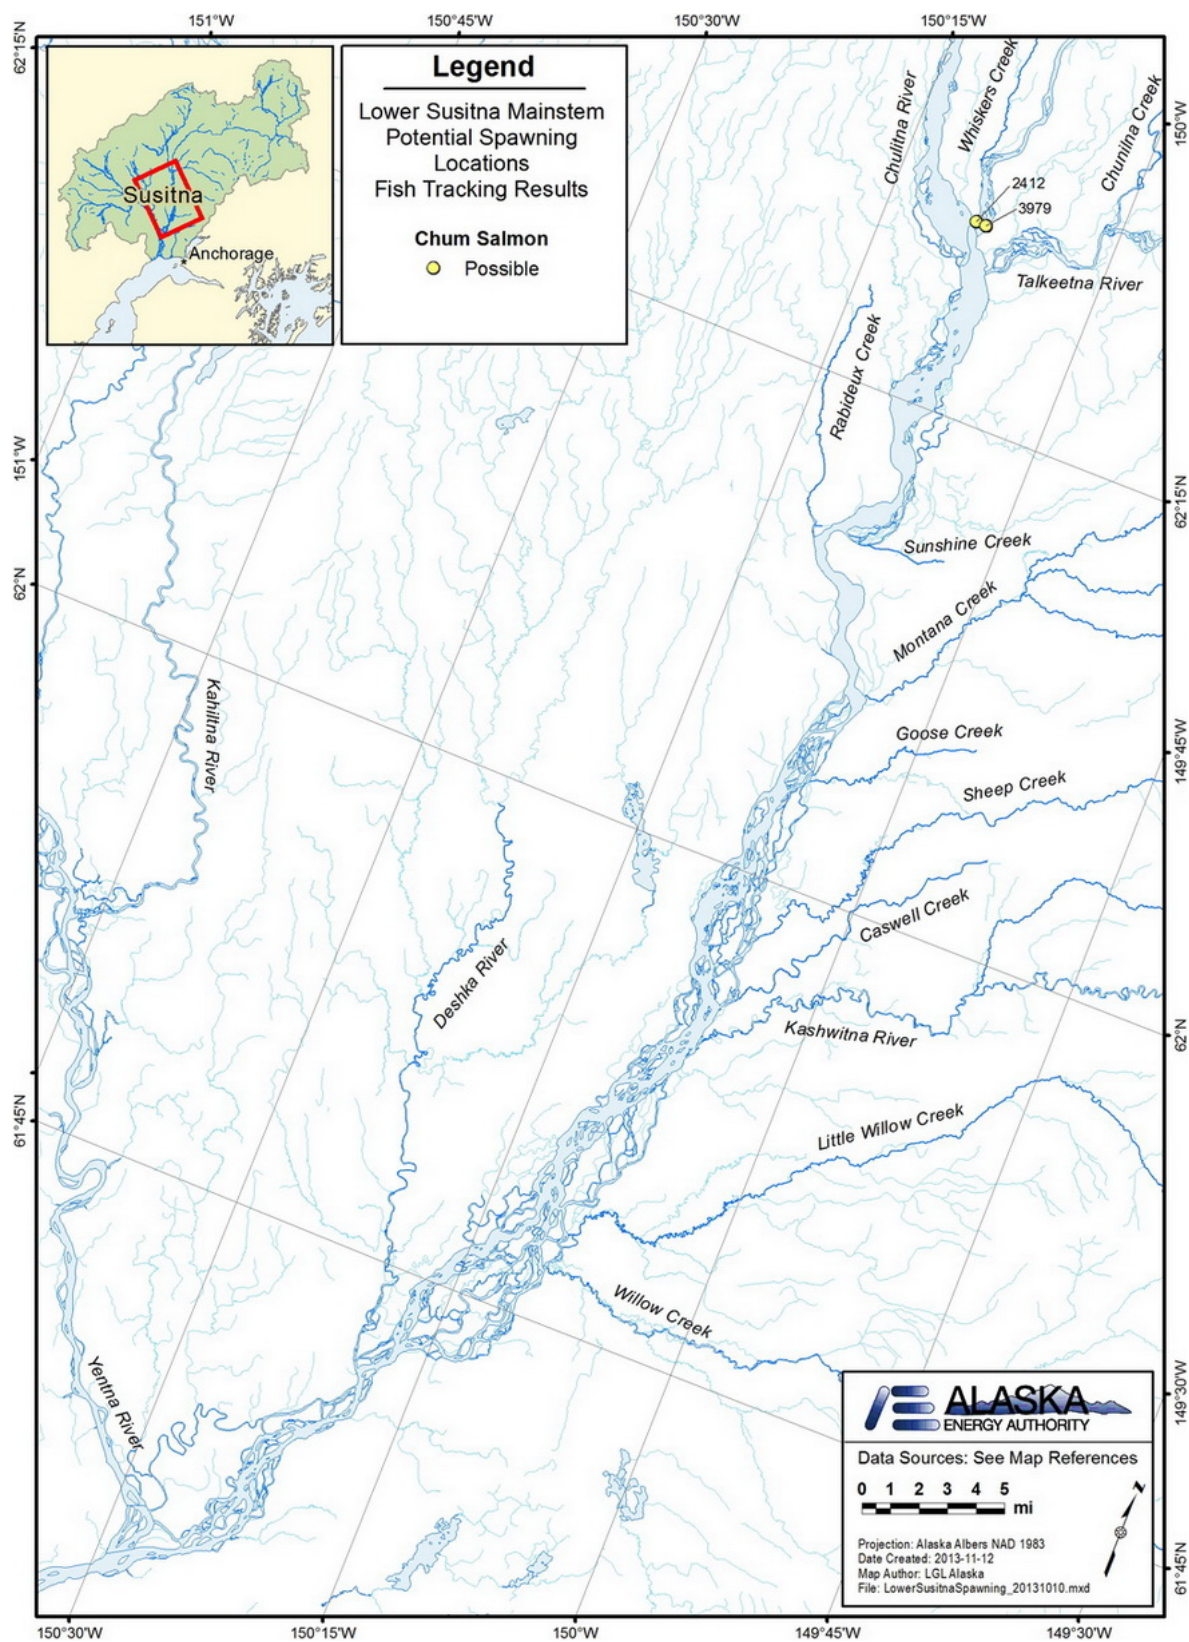 151°W
150°45'W
150°30'W
150°15'W
62°15'N
150°W
151°W
62°N
61°45'N
62°15'N
149°45'W
62°N
149°30'W
61°45'N
150°30'W
150°15'W
150°W
149°45'W
149°30'W
Susitna
Anchorage
Legend
Lower Susitna Mainstem
Potential Spawning
Locations
Fish Tracking Results
Chum Salmon
Possible
Chulitna River
Whiskers Creek
Chunilna Creek
2412
3979
Talkeetna River
Rabideux Creek
Sunshine Creek
Montana Creek
Kahiltna River
Goose Creek
Sheep Creek
Caswell Creek
Deshka River
Kashwitna River
Little Willow Creek
Willow Creek
Yentna River
ALASKA
ENERGY AUTHORITY
Data Sources: See Map References
0 1 2 3 4 5
mi
N
Projection: Alaska Albers NAD 1983
Date Created: 2013-11-12
Map Author: LGL Alaska
File: LowerSusitnaSpawning_20131010.mxd